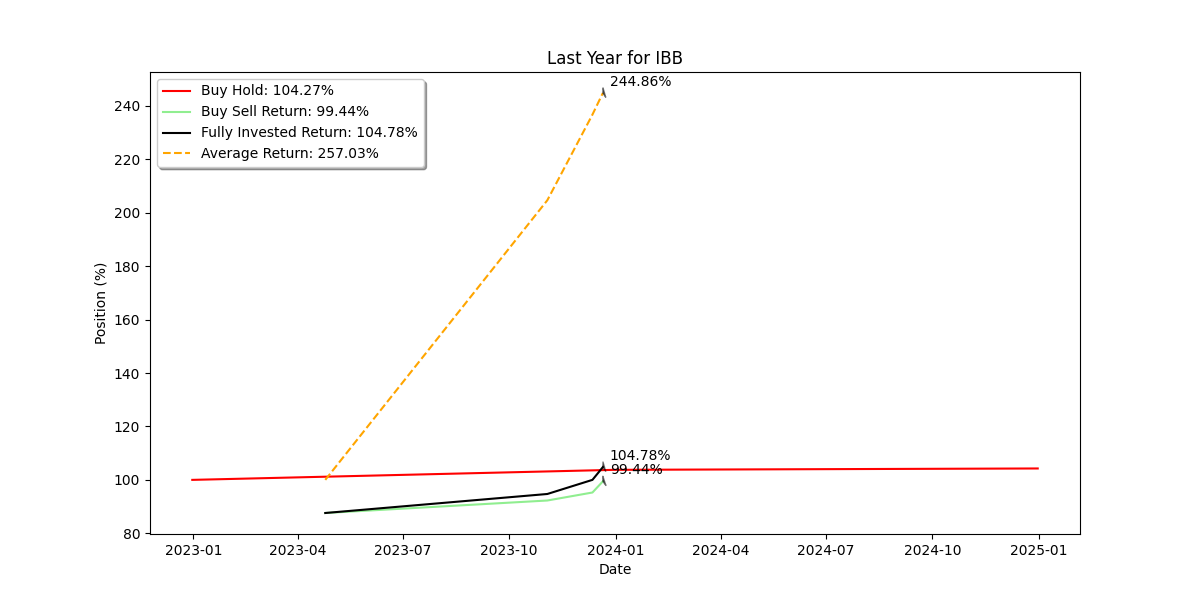 Last Year for IBB
Buy Hold: 104.27%
Buy Sell Return: 99.44%
Fully Invested Return: 104.78%
Average Return: 257.03%
244.86%
104.78%
99.44%
Position (%)
240
220
200
180
160
140
120
100
80
2023-01 2023-04 2023-07 2023-10 2024-01 2024-04 2024-07 2024-10 2025-01
Date